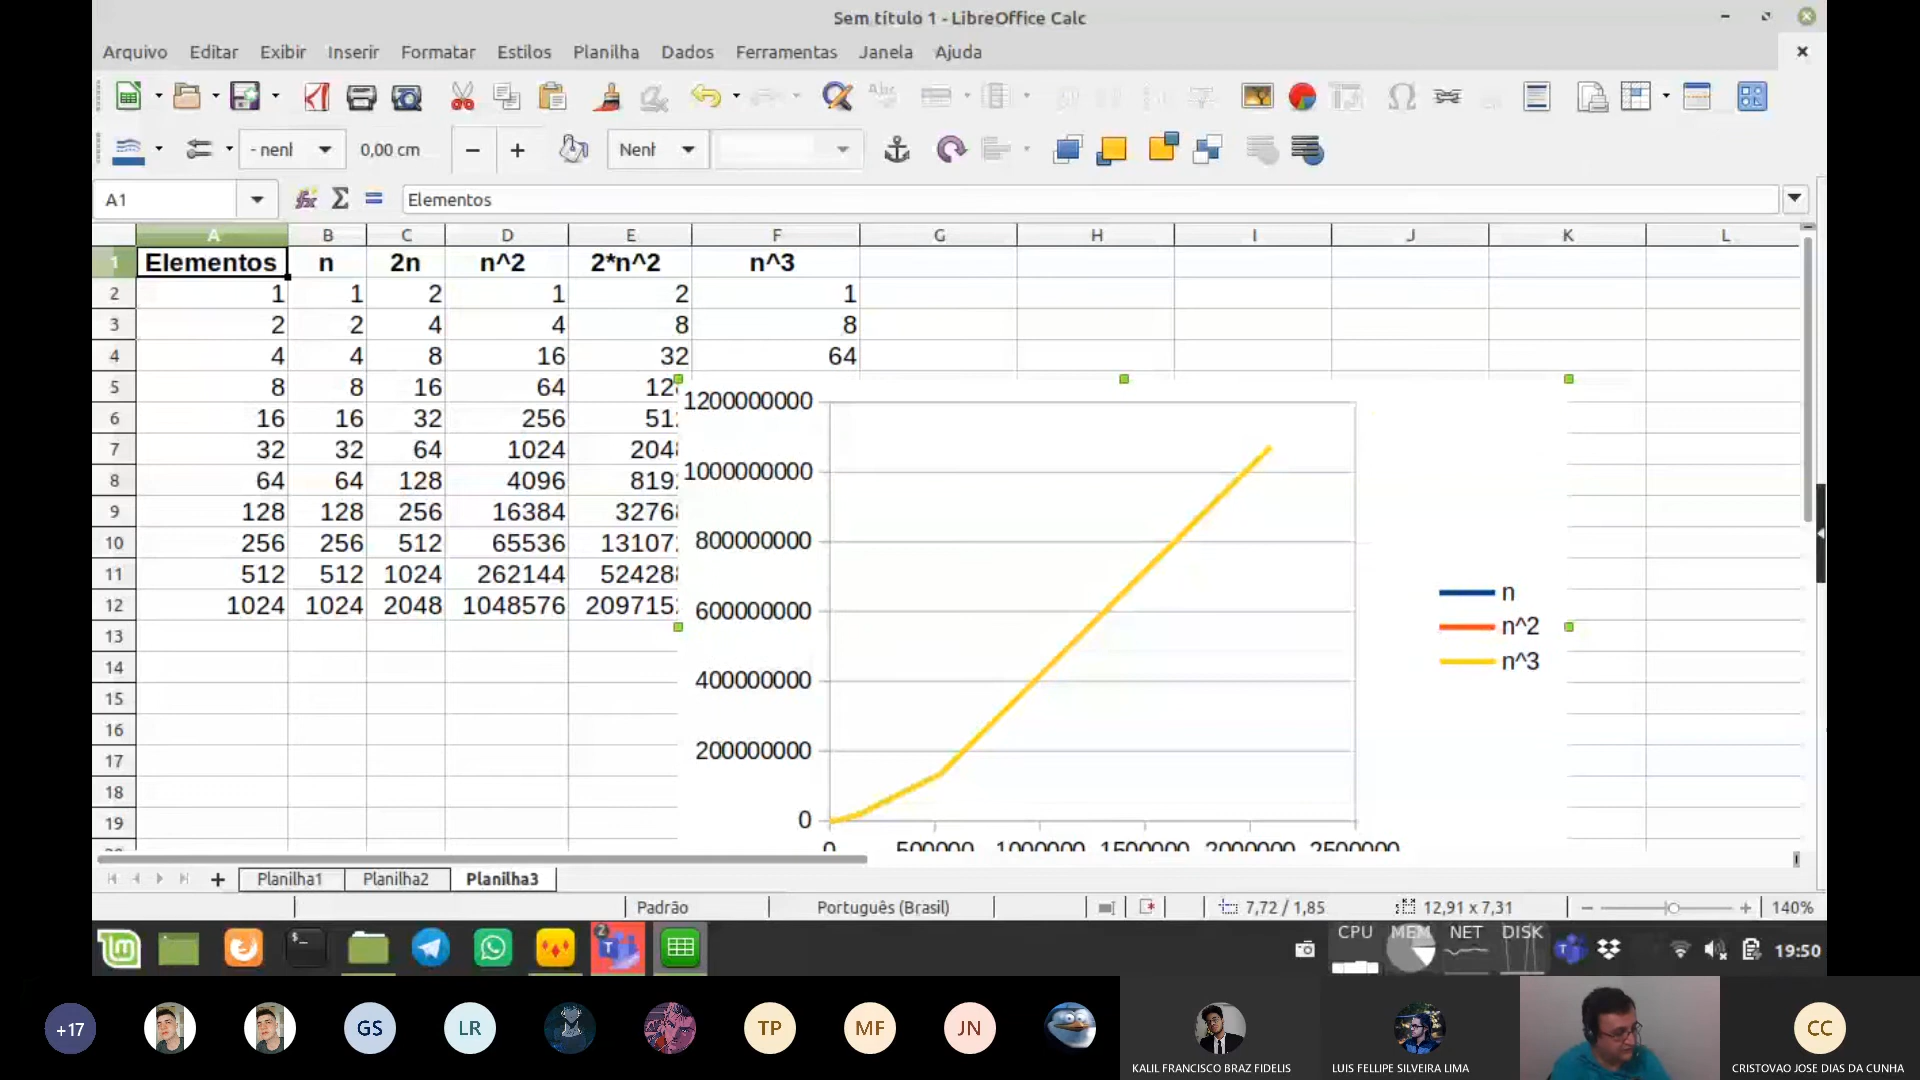 Sem título 1 - LibreOffice Calc
Arquivo Editar Exibir Inserir Formatar Estilos Planilha Dados Ferramentas Janela Ajuda
- nenl 0,00 cm Nenl
A1 Elementos
A B C D E F G H I J K L
1 Elementos n 2n n^2 2*n^2 n^3
2 1 1 2 1 2 1
3 2 2 4 4 8 8
4 4 4 8 16 32 64
5 8 8 16 64
6 16 16 32 256
7 32 32 64 1024
8 64 64 128 4096
9 128 128 256 16384
10 256 256 512 65536
11 512 512 1024 262144
12 1024 1024 2048 1048576
13
14
15
16
17
18
19
1200000000
1000000000
800000000
600000000
400000000
200000000
0
0 500000 1000000 1500000 2000000 2500000
n
n^2
n^3
Planilha1 Planilha2 Planilha3
Padrão Português (Brasil) 7,72 / 1,85 12,91 x 7,31 140%
2 CPU MEM NET DISK 19:50
+17 GS LR TP MF JN CC
KALIL FRANCISCO BRAZ FIDELIS LUIS FELLIPE SILVEIRA LIMA CRISTOVAO JOSE DIAS DA CUNHA